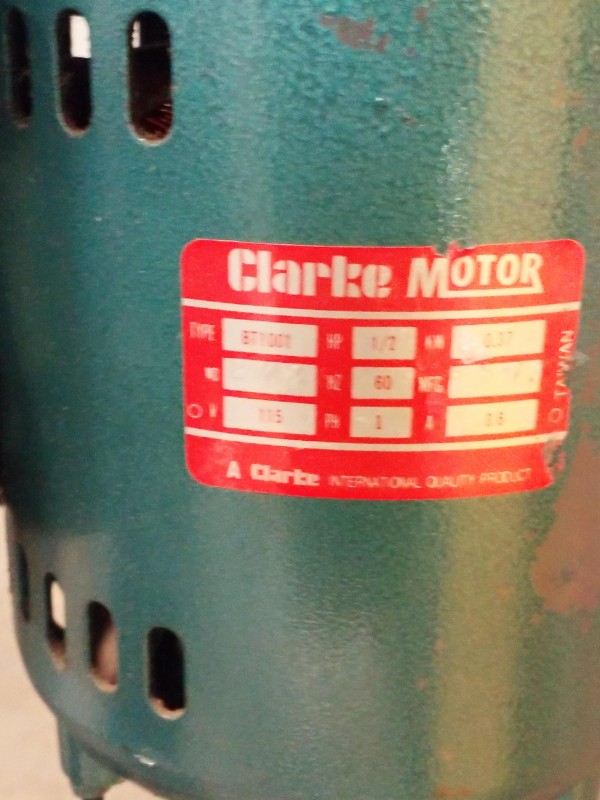 Clarke MOTOR
TYPE BT1001 HP 1/2 KW 0.37
NO HZ 60 MFG.
V 115 PH 1 A
TAIWAN
A Clarke INTERNATIONAL QUALITY PRODUCT